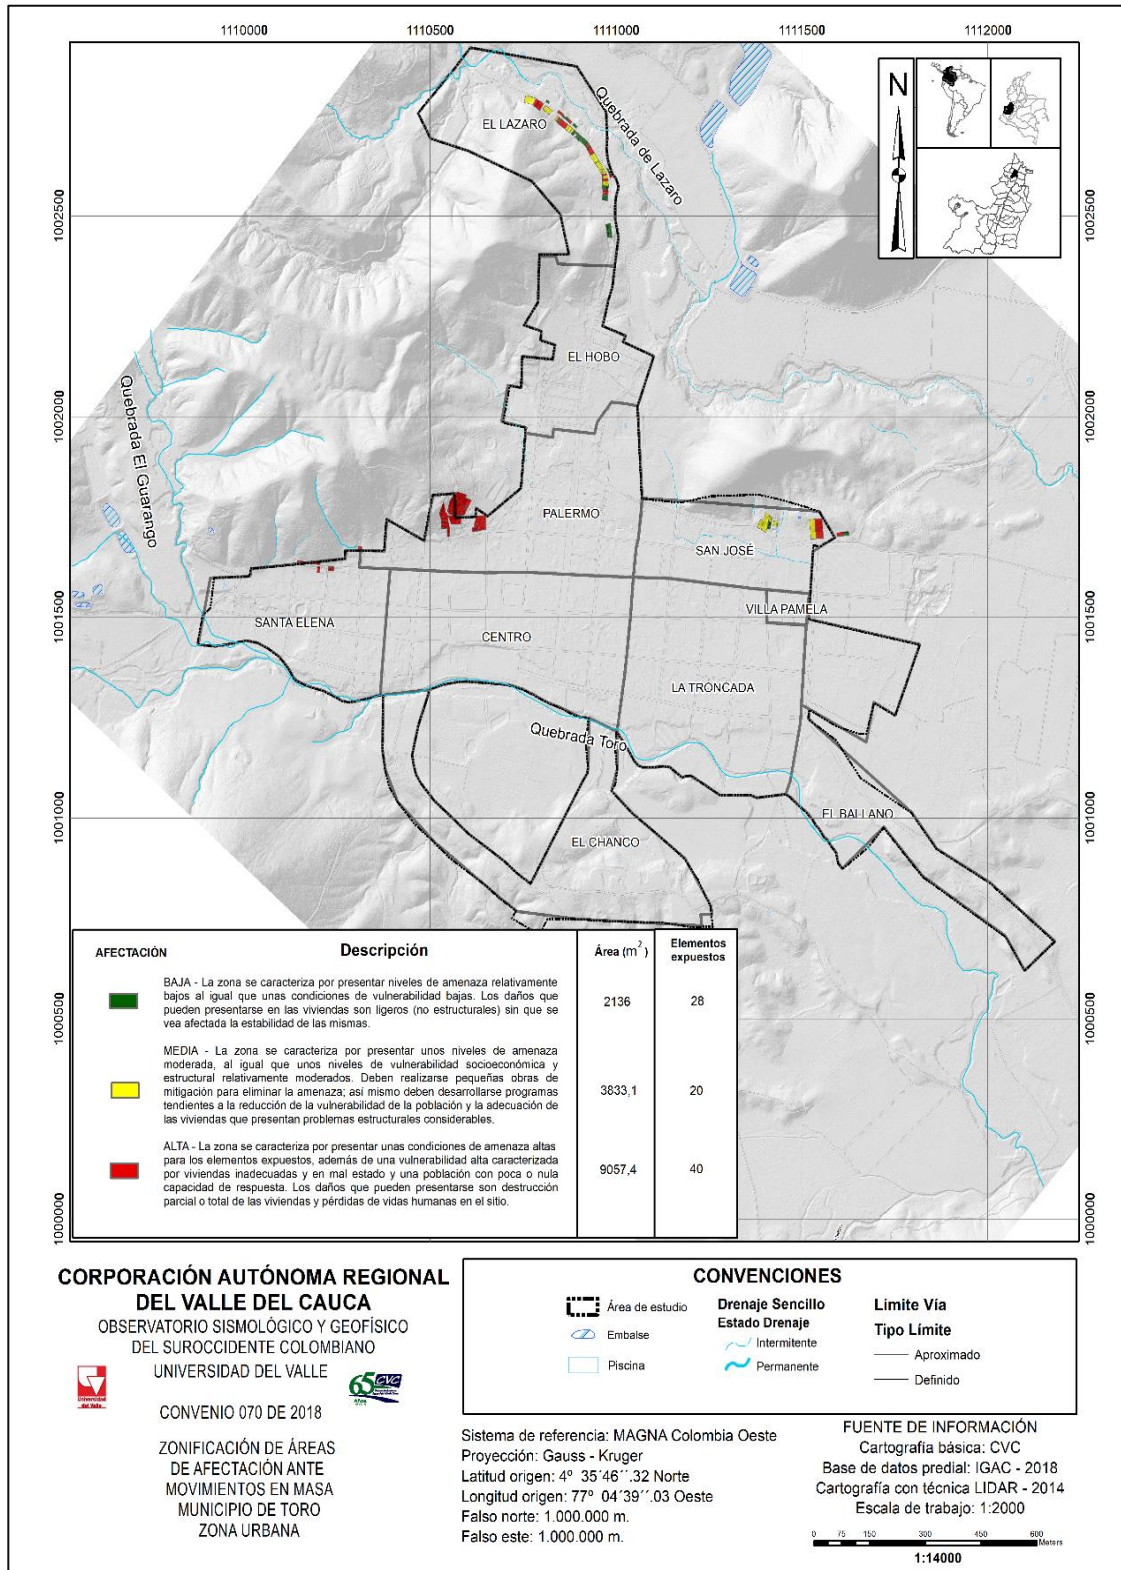 1110000 1110500 1111000 1111500 1112000
1002500
1002000
1001500
1001000
1000500
1000000
1002500
1002000
1001500
1001000
1000500
1000000
N
EL LAZARO
Quebrada de Lazaro
EL HOBO
Quebrada El Guarango
PALERMO
SAN JOSÉ
VILLA PAMELA
SANTA ELENA
CENTRO
LA TRONCADA
Quebrada Toro
EL BALLANO
EL CHANCO
AFECTACIÓN Descripción Área (m²) Elementos
expuestos
BAJA - La zona se caracteriza por presentar niveles de amenaza relativamente
bajos al igual que unas condiciones de vulnerabilidad bajas. Los daños que
pueden presentarse en las viviendas son lígeros (no estructurales) sin que se
vea afectada la estabilidad de las mismas.
2136 28
MEDIA - La zona se caracteriza por presentar unos niveles de amenaza
moderada, al igual que unos niveles de vulnerabilidad socioeconómica y
estructural relativamente moderados. Deben realizarse pequeñas obras de
mitigación para eliminar la amenaza; así mismo deben desarrollarse programas
tendientes a la reducción de la vulnerabilidad de la población y la adecuación de
las viviendas que presentan problemas estructurales considerables.
3833,1 20
ALTA - La zona se caracteriza por presentar unas condiciones de amenaza altas
para los elementos expuestos, además de una vulnerabilidad alta caracterizada
por viviendas inadecuadas y en mal estado y una población con poca o nula
capacidad de respuesta. Los daños que pueden presentarse son destrucción
parcial o total de las viviendas y pérdidas de vidas humanas en el sitio.
9057,4 40
CORPORACIÓN AUTÓNOMA REGIONAL
DEL VALLE DEL CAUCA
OBSERVATORIO SISMOLÓGICO Y GEOFÍSICO
DEL SUROCCIDENTE COLOMBIANO
UNIVERSIDAD DEL VALLE
Universidad
del Valle
65 CVC
CONVENIO 070 DE 2018
ZONIFICACIÓN DE ÁREAS
DE AFECTACIÓN ANTE
MOVIMIENTOS EN MASA
MUNICIPIO DE TORO
ZONA URBANA
CONVENCIONES
Área de estudio
Embalse
Piscina
Drenaje Sencillo
Estado Drenaje
Intermitente
Permanente
Limite Vía
Tipo Límite
Aproximado
Definido
Sistema de referencia: MAGNA Colombia Oeste
Proyección: Gauss - Kruger
Latitud origen: 4º 35´46´´.32 Norte
Longitud origen: 77º 04´39´´.03 Oeste
Falso norte: 1.000.000 m.
Falso este: 1.000.000 m.
FUENTE DE INFORMACIÓN
Cartografía básica: CVC
Base de datos predial: IGAC - 2018
Cartografía con técnica LIDAR - 2014
Escala de trabajo: 1:2000
0 75 150 300 450 600
Meters
1:14000